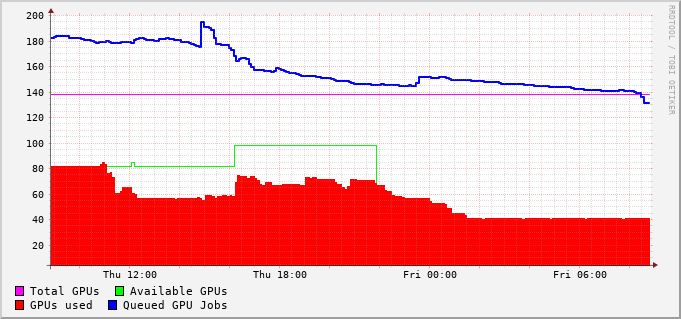 200
180
160
140
120
100
80
60
40
20
Thu 12:00 Thu 18:00 Fri 00:00 Fri 06:00
Total GPUs Available GPUs
GPUs used Queued GPU Jobs
RRDTOOL / TOBI OETIKER